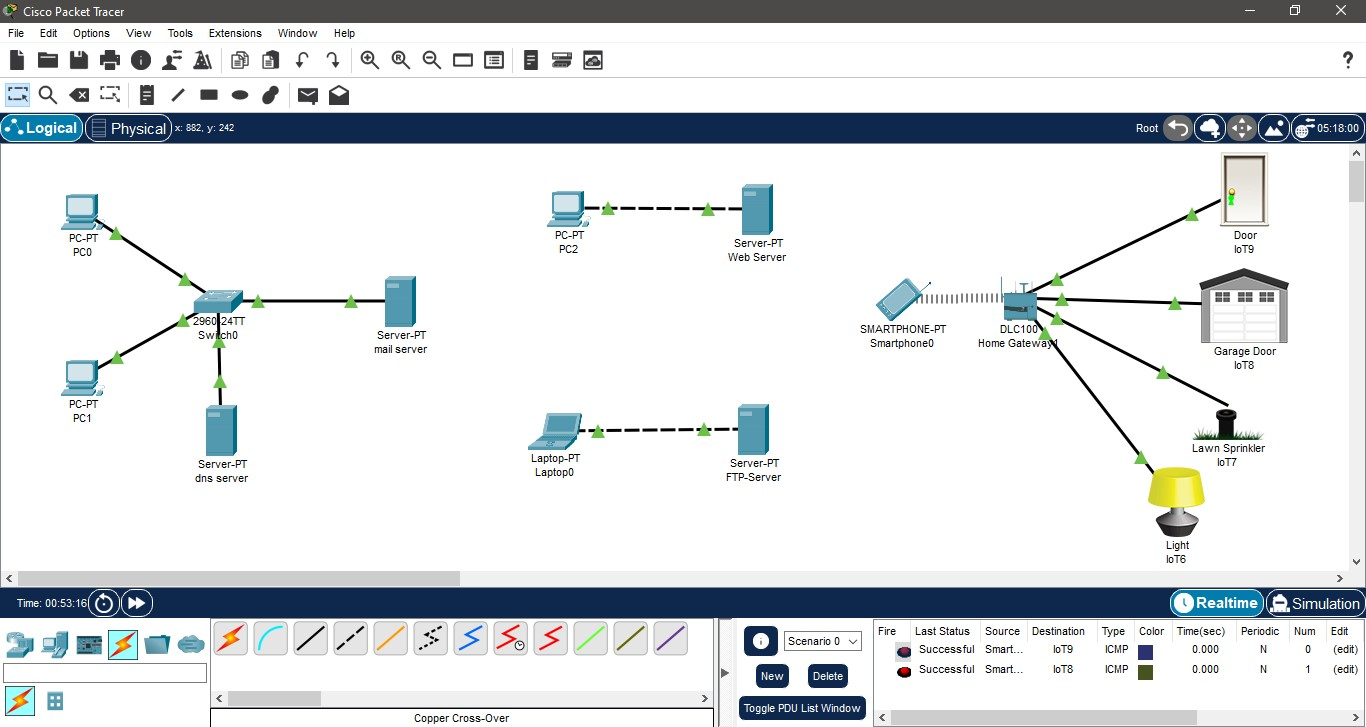 Cisco Packet Tracer
File Edit Options View Tools Extensions Window Help
Logical Physical x: 882, y: 242 Root 05:18:00
PC-PT
PC0
2960-24TT
Switch0
PC-PT
PC1
Server-PT
mail server
Server-PT
dns server
PC-PT
PC2
Server-PT
Web Server
Laptop-PT
Laptop0
Server-PT
FTP-Server
SMARTPHONE-PT
Smartphone0
DLC100
Home Gateway1
Door
IoT9
Garage Door
IoT8
Lawn Sprinkler
IoT7
Light
IoT6
Time: 00:53:16 Realtime Simulation
Copper Cross-Over
Scenario 0
New Delete
Toggle PDU List Window
Fire Last Status Source Destination Type Color Time(sec) Periodic Num Edit
Successful Smart... IoT9 ICMP 0.000 N 0 (edit)
Successful Smart... IoT8 ICMP 0.000 N 1 (edit)